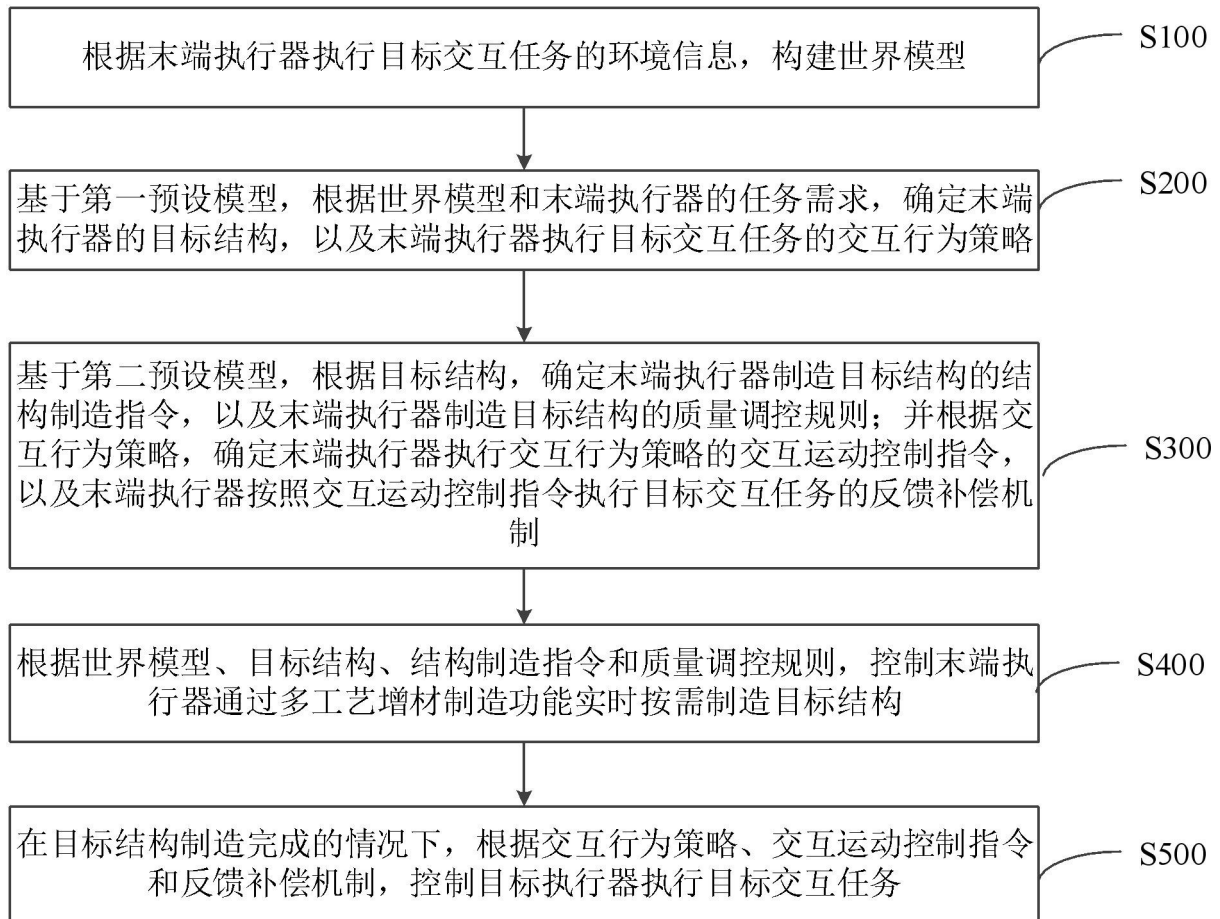 根据末端执行器执行目标交互任务的环境信息，构建世界模型
S100
基于第一预设模型，根据世界模型和末端执行器的任务需求，确定末端
执行器的目标结构，以及末端执行器执行目标交互任务的交互行为策略
S200
基于第二预设模型，根据目标结构，确定末端执行器制造目标结构的结
构制造指令，以及末端执行器制造目标结构的质量调控规则；并根据交
互行为策略，确定末端执行器执行交互行为策略的交互运动控制指令，
以及末端执行器按照交互运动控制指令执行目标交互任务的反馈补偿机
制
S300
根据世界模型、目标结构、结构制造指令和质量调控规则，控制末端执
行器通过多工艺增材制造功能实时按需制造目标结构
S400
在目标结构制造完成的情况下，根据交互行为策略、交互运动控制指令
和反馈补偿机制，控制目标执行器执行目标交互任务
S500